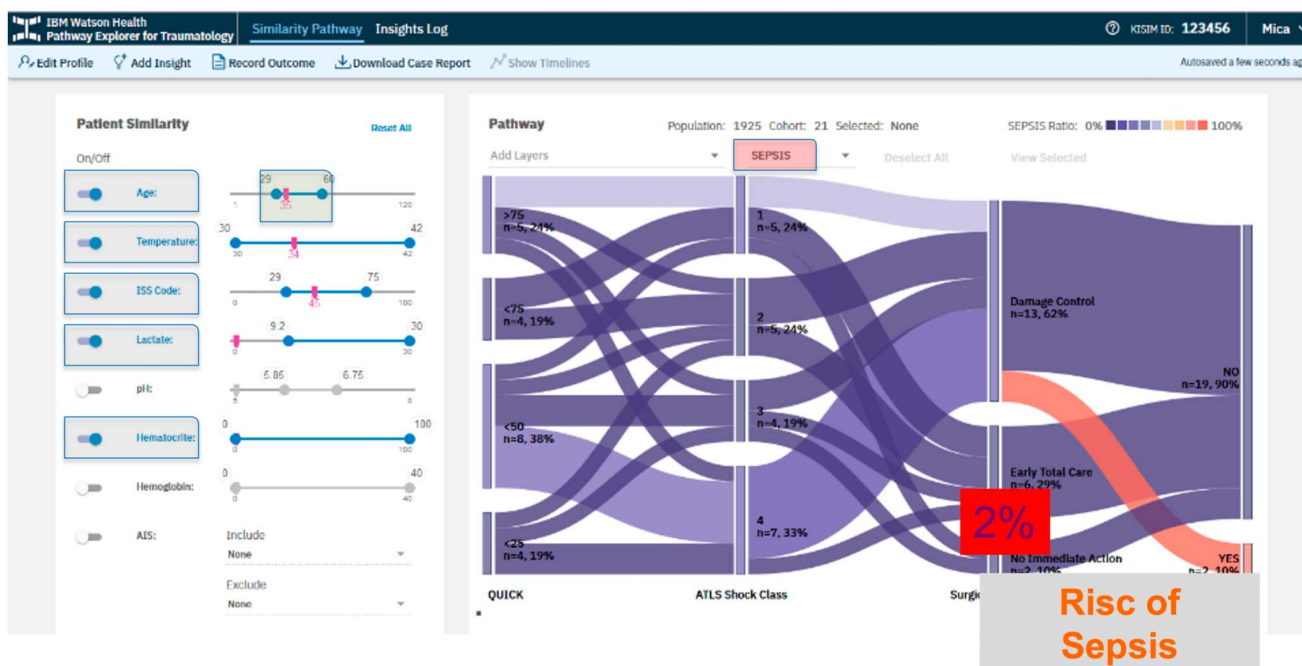 IBM Watson Health
Pathway Explorer for Traumatology
Similarity Pathway
Insights Log
KISIM ID: 123456
Mica
Edit Profile
Add Insight
Record Outcome
Download Case Report
Show Timelines
Autosaved a few seconds ag
Patient Similarity
Reset All
On/Off
Age:
29 60
35
1 120
Temperature:
30 42
34
30 42
ISS Code:
29 75
45
0 100
Lactate:
9.2 30
0
pH:
5.85 6.75
Hematocrite:
0 100
0 100
Hemoglobin:
0 40
0 40
AIS:
Include
None
Exclude
None
Pathway
Population: 1925 Cohort: 21 Selected: None
SEPSIS Ratio: 0% 100%
Add Layers
SEPSIS
Deselect All
View Selected
>75
n=5, 24%
<75
n=4, 19%
<50
n=8, 38%
<25
n=4, 19%
QUICK
1
n=5, 24%
2
n=5, 24%
3
n=4, 19%
4
n=7, 33%
ATLS Shock Class
Damage Control
n=13, 62%
Early Total Care
n=6, 29%
No Immediate Action
n=2, 10%
Surgi
NO
n=19, 90%
YES
n=2, 10%
2%
Risc of
Sepsis